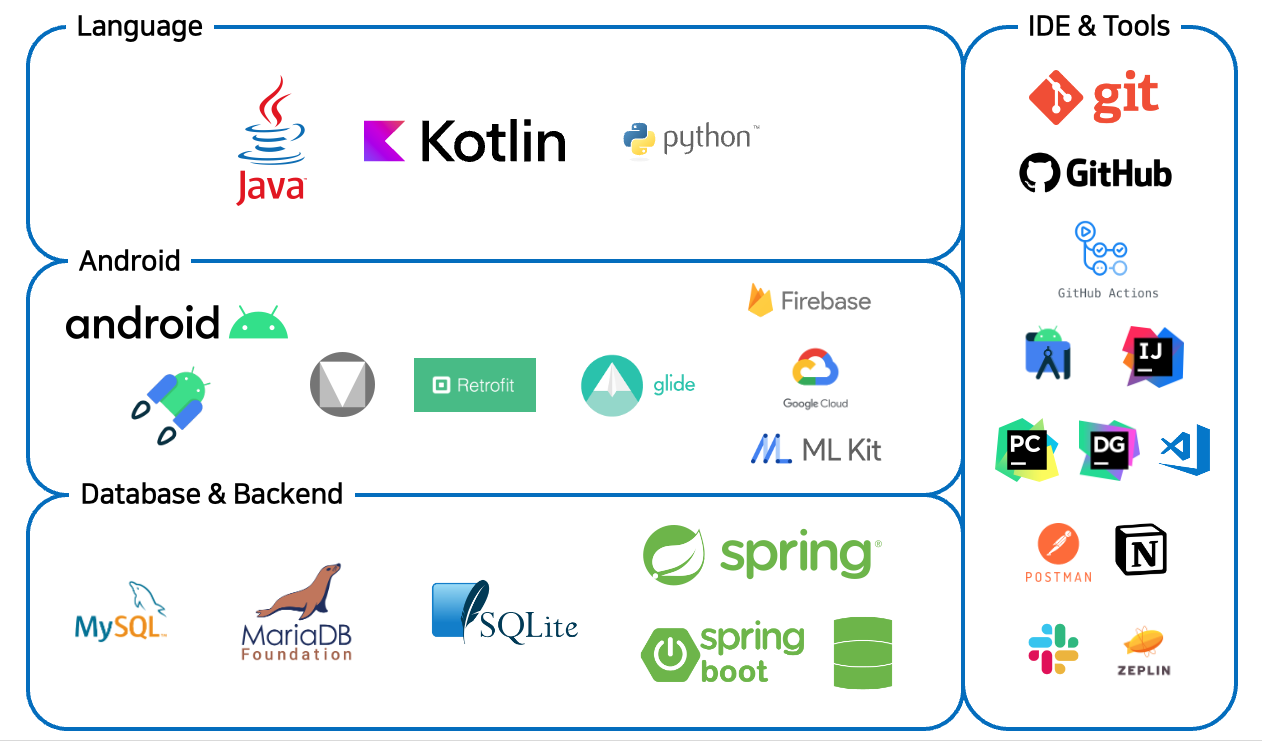 Language
Java
Kotlin
python™
Android
android
Retrofit
glide
Firebase
Google Cloud
ML Kit
Database & Backend
MySQL™
MariaDB
Foundation
SQLite
spring®
spring
boot
IDE & Tools
git
GitHub
GitHub Actions
IJ
PC
DG
POSTMAN
N
ZEPLIN